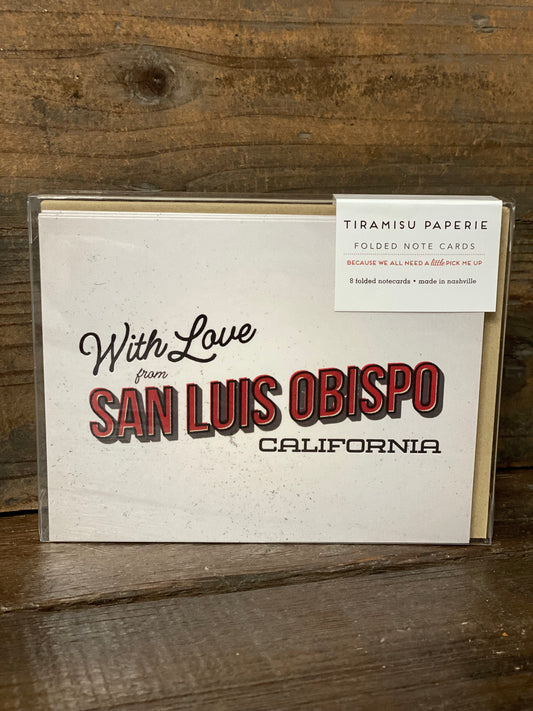 TIRAMISU PAPERIE
FOLDED NOTE CARDS
BECAUSE WE ALL NEED A little PICK ME UP
8 folded notecards • made in nashville
With Love
from
SAN LUIS OBISPO
CALIFORNIA